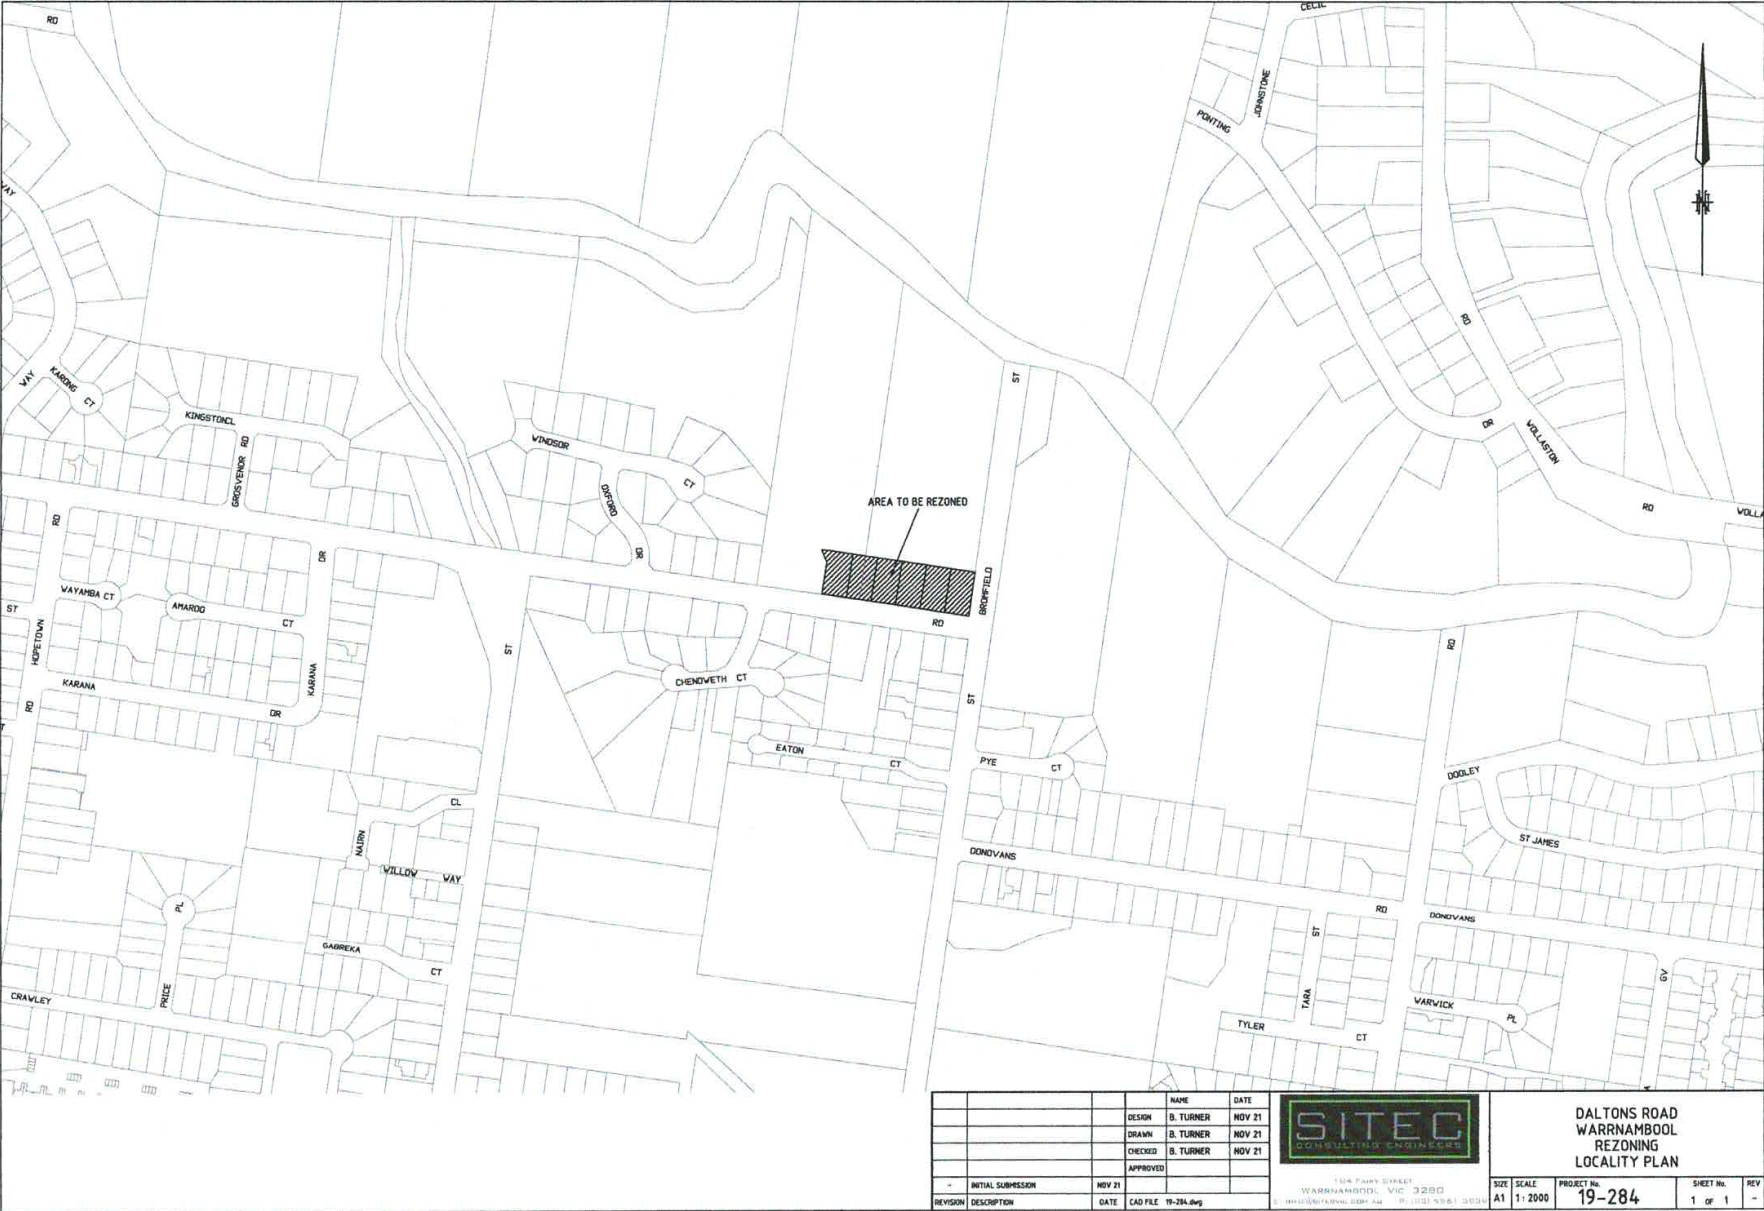 CECIL
RD
JOHNSTONE
PONTING
WAY
N
RD
ST
WAY
KARONG
CT
KINGSTONCL
GROSVENOR RD
WINDSOR
CT
OXFORD
DR
DR
WOLLASTON
RD
AREA TO BE REZONED
RD
DR
WAYAMBA CT
AMAROO
CT
ST
HOPETOWN
RD
KARANA
KARANA
DR
ST
BROMFIELD
RD
CHENOWETH CT
ST
RD
EATON
CT
PYE
CT
DOOLEY
ST JAMES
CL
NAIRN
WILLOW WAY
DONOVANS
RD
DONOVANS
PL
PRICE
GABREKA
CT
CRAWLEY
ST
TARA
TYLER
CT
WARWICK
PL
GV
NAME DATE
DESIGN B. TURNER NOV 21
DRAWN B. TURNER NOV 21
CHECKED B. TURNER NOV 21
APPROVED
- INITIAL SUBMISSION NOV 21
REVISION DESCRIPTION DATE CAD FILE 19-284.dwg
SITEC
CONSULTING ENGINEERS
WARRNAMBOOL VIC 3280
DALTONS ROAD
WARRNAMBOOL
REZONING
LOCALITY PLAN
SIZE SCALE PROJECT No. SHEET No. REV
A1 1:2000 19-284 1 OF 1 -